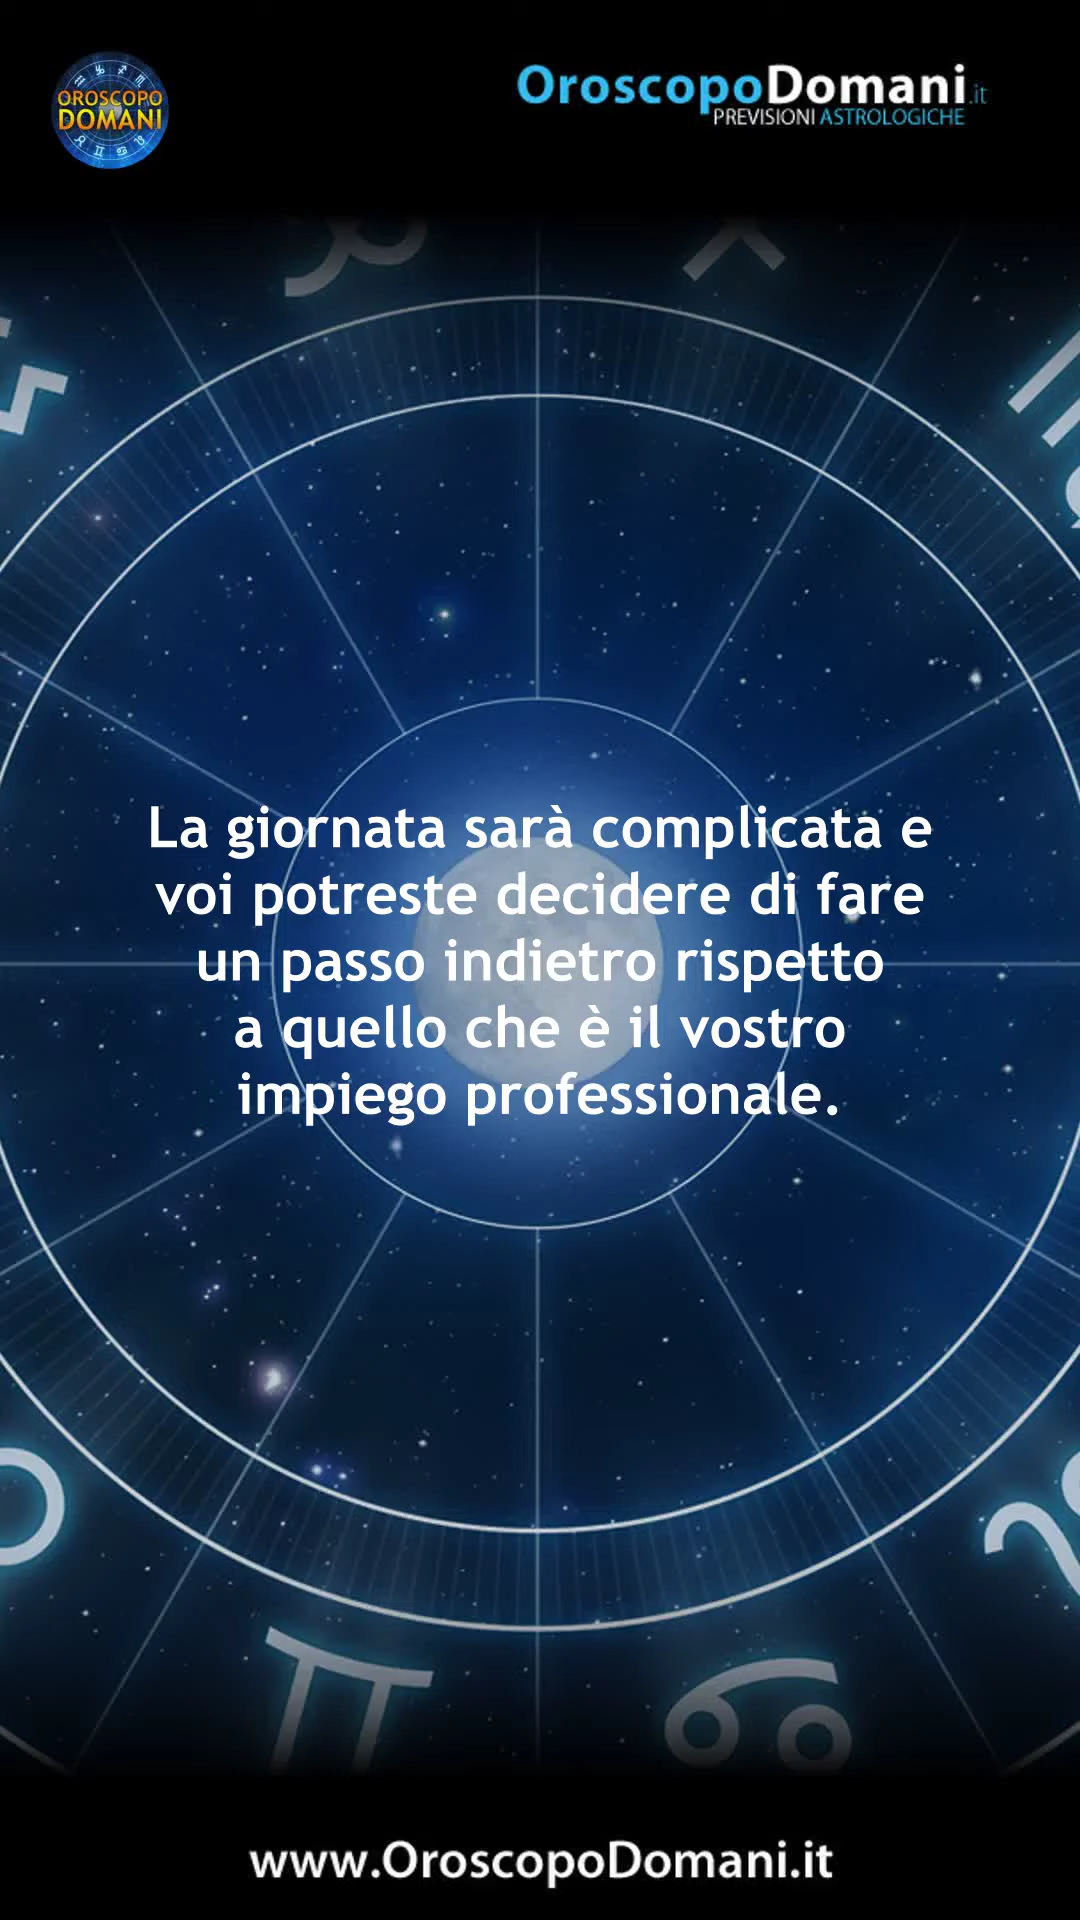 OROSCOPO
DOMANI
OroscopoDomani.it
PREVISIONI ASTROLOGICHE
La giornata sarà complicata e
voi potreste decidere di fare
un passo indietro rispetto
a quello che è il vostro
impiego professionale.
www.OroscopoDomani.it